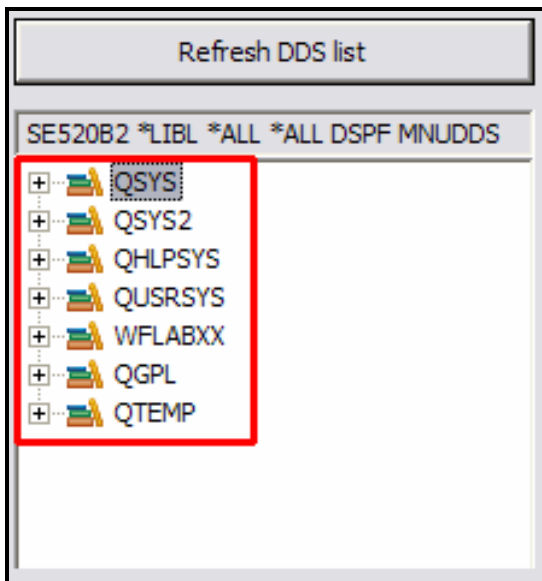 Refresh DDS list
SE520B2 *LIBL *ALL *ALL DSPF MNUDDS
QSYS
QSYS2
QHLPSYS
QUSRSYS
WFLABXX
QGPL
QTEMP